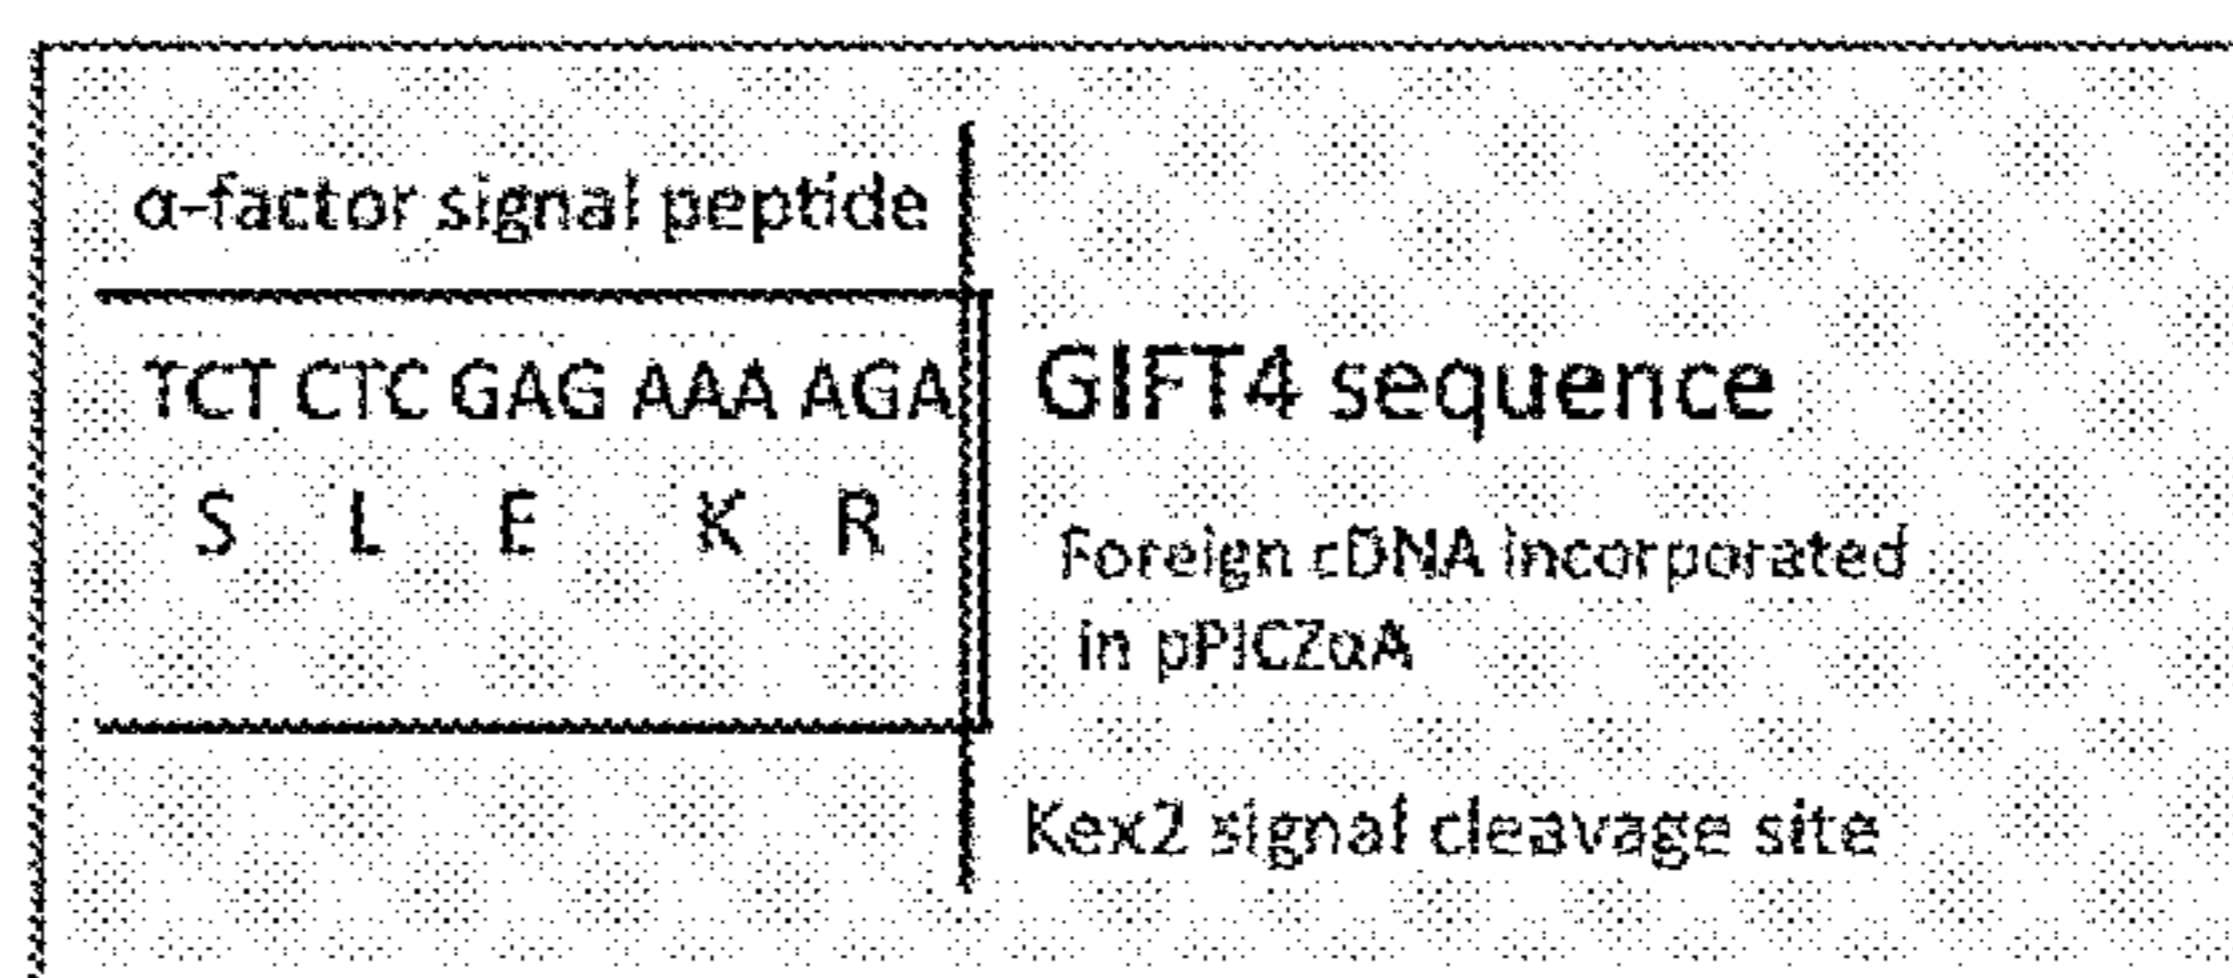 α-factor signal peptide
TCT CTC GAG AAA AGA
S L E K R
GIFT4 sequence
Foreign cDNA incorporated
in pPICZαA
Kex2 signal cleavage site